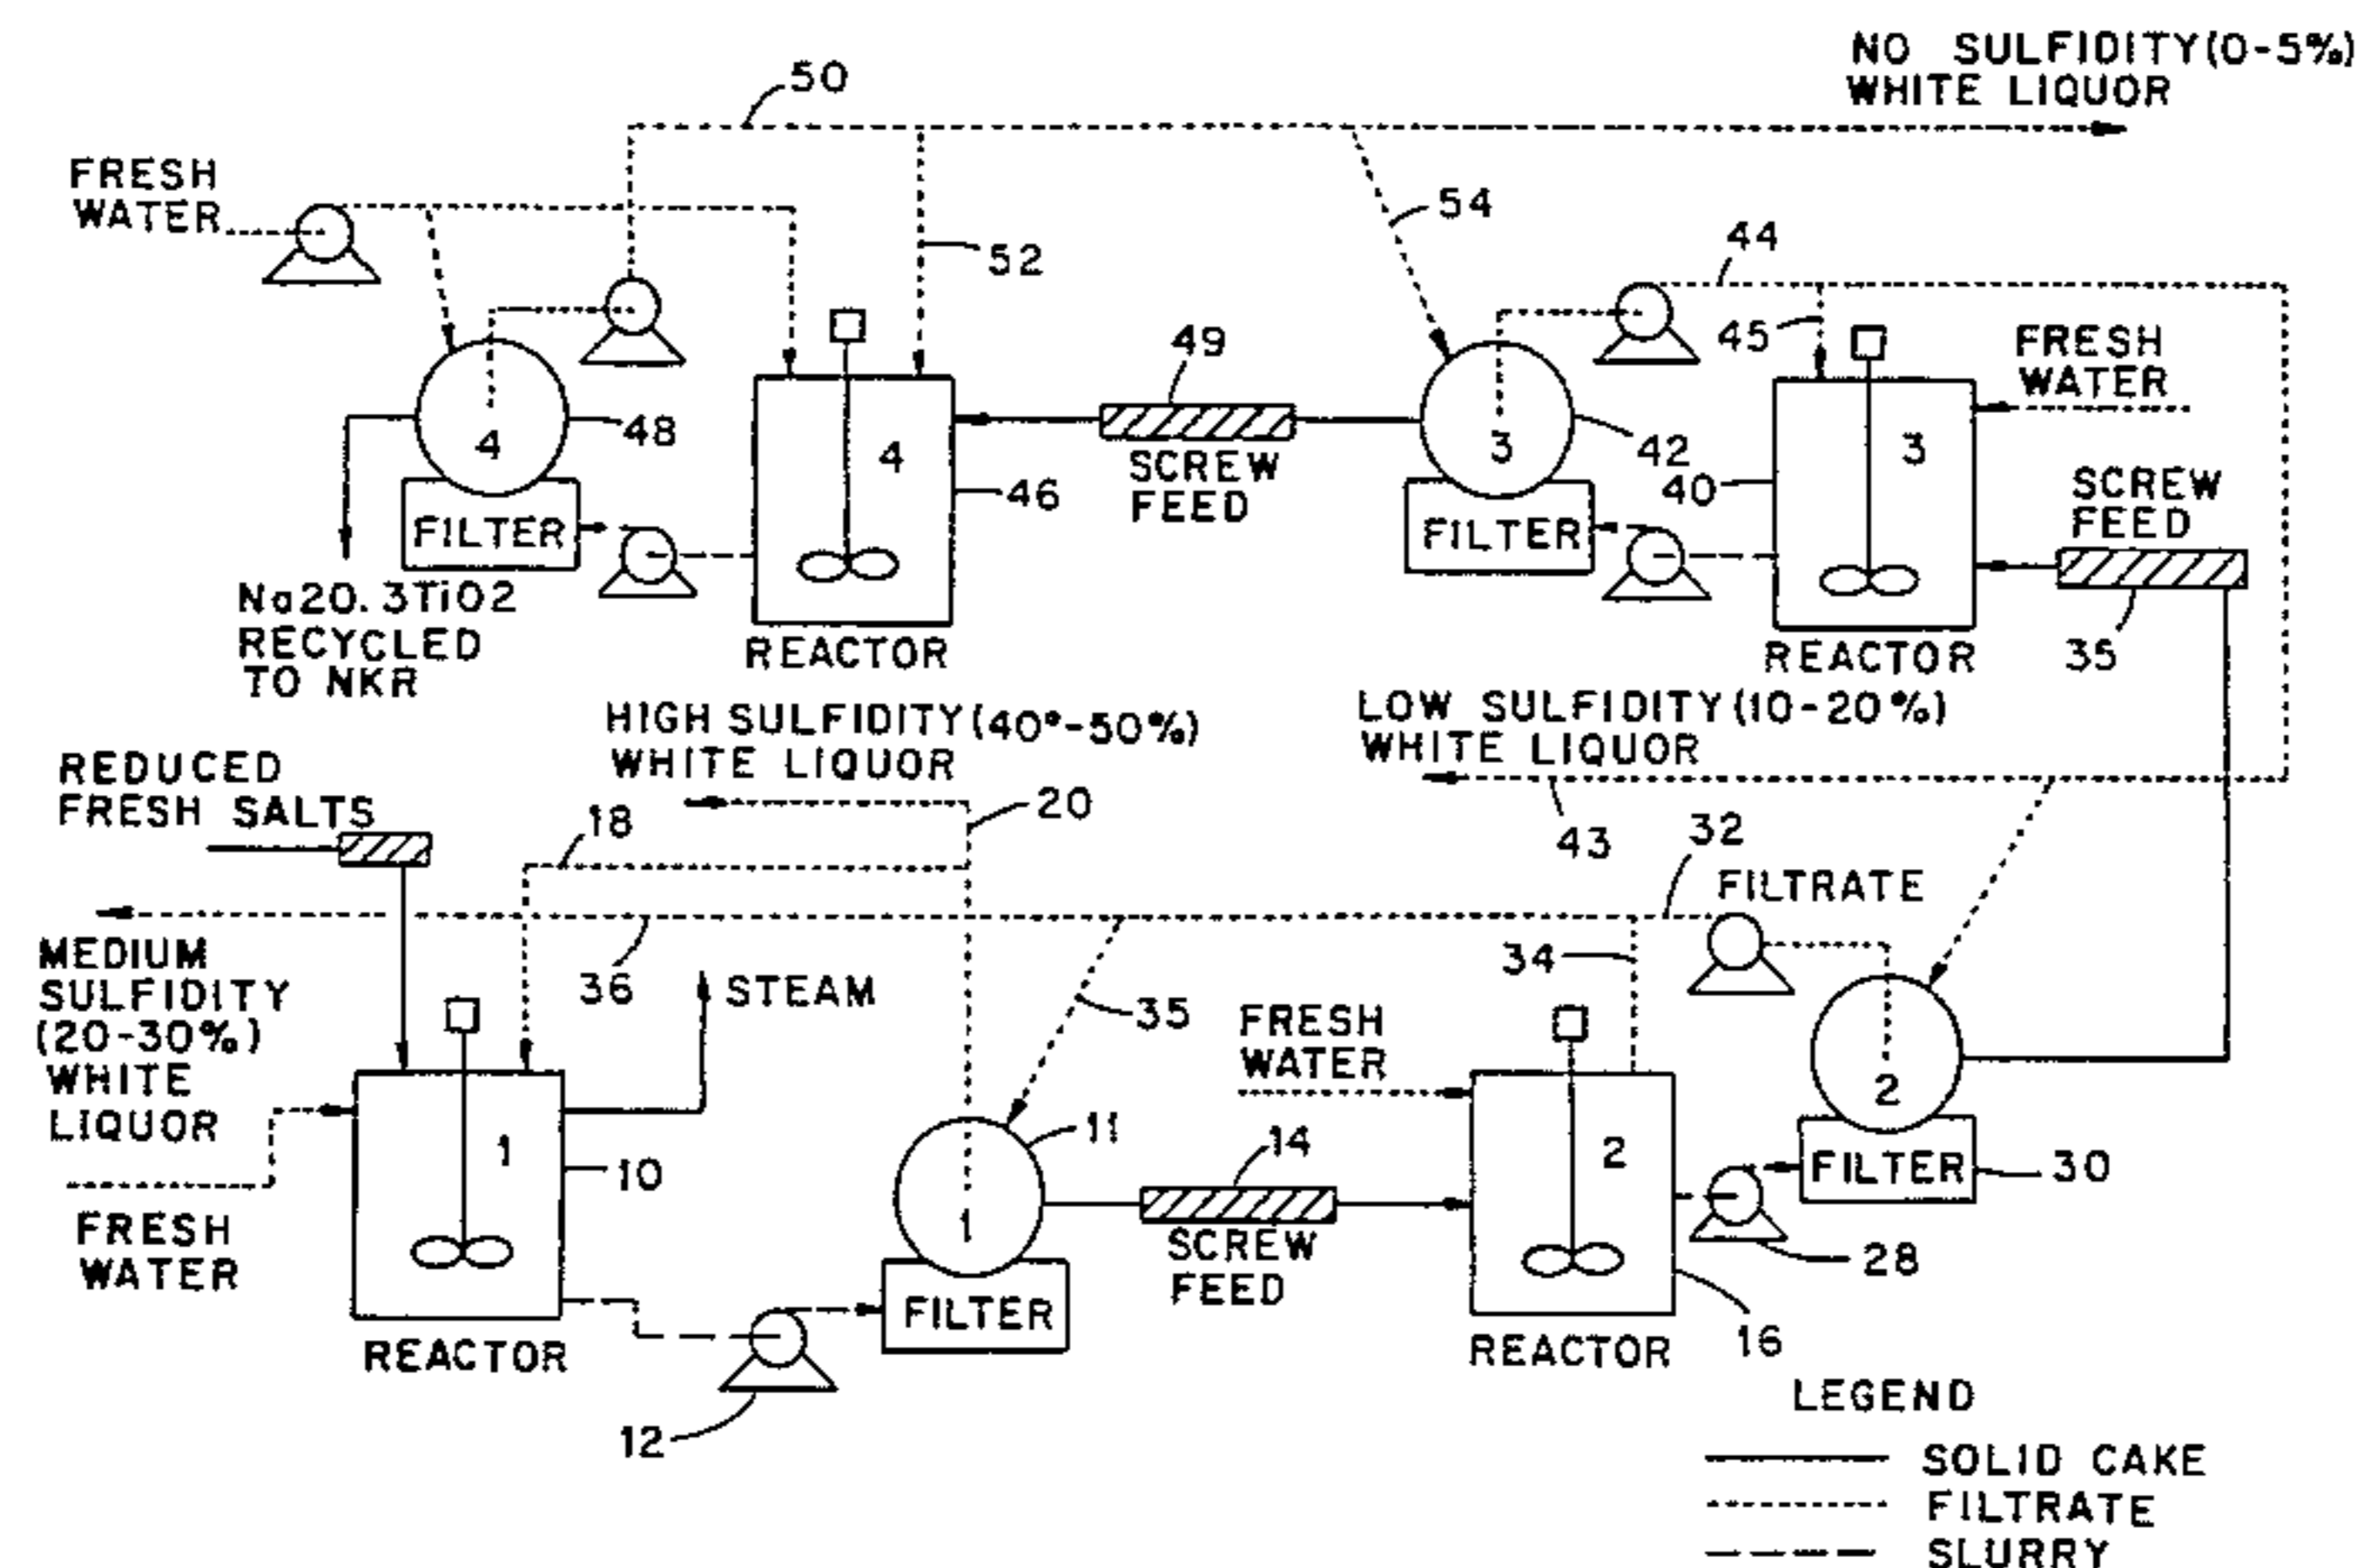 NO SULFIDITY(0-5%)
WHITE LIQUOR
50
FRESH
WATER
54
52
44
45
49
FRESH
WATER
4
48
4
46
SCREW
FEED
3
42
40
3
SCREW
FEED
FILTER
FILTER
35
Na2O.3TiO2
RECYCLED
TO NKR
REACTOR
REACTOR
HIGH SULFIDITY(40°-50%)
WHITE LIQUOR
LOW SULFIDITY(10-20%)
WHITE LIQUOR
REDUCED
FRESH SALTS
20
18
43
32
FILTRATE
MEDIUM
SULFIDITY
(20-30%)
WHITE
LIQUOR
36
STEAM
35
34
FRESH
WATER
1
10
11
14
2
2
FILTER
30
FRESH
WATER
1
SCREW
FEED
28
FILTER
REACTOR
REACTOR
16
12
LEGEND
SOLID CAKE
FILTRATE
SLURRY